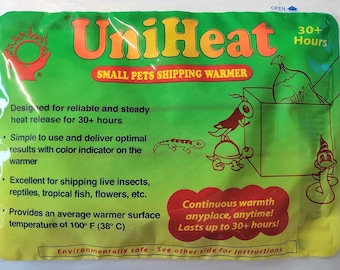 OPEN
UniHeat
30+
Hours
SMALL PETS SHIPPING WARMER
Designed for reliable and steady
heat release for 30+ hours
• Simple to use and deliver optimal
results with color indicator on the
warmer
• Excellent for shipping live insects,
reptiles, tropical fish, flowers, etc.
• Provides an average warmer surface
temperature of 100° F (38° C)
Continuous warmth
anyplace, anytime!
Lasts up to 30+ hours!
Environmentally safe - See other side for instructions